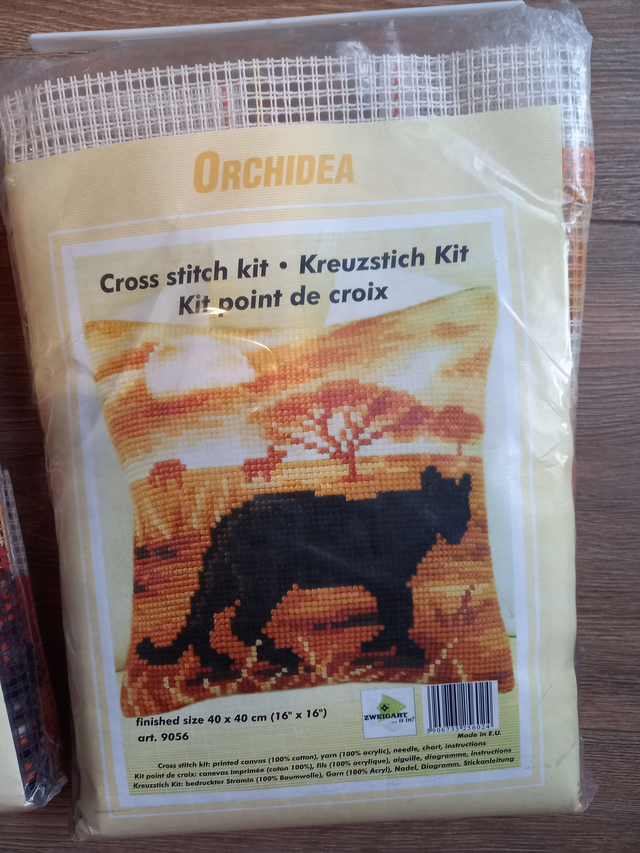 ORCHIDEA
Cross stitch kit • Kreuzstich Kit
Kit point de croix
finished size 40 x 40 cm (16" x 16")
art. 9056
ZWEIGART
... is in!
5906735256024
Made in E.U.
Cross stitch kit: printed canvas (100% cotton), yarn (100% acrylic), needle, chart, instructions
Kit point de croix: canevas imprimée (coton 100%), fils (100% acrylique), aiguille, diagramme, instructions
Kreuzstich Kit: bedruckter Stramin (100% Baumwolle), Garn (100% Acryl), Nadel, Diagramm, Stickanleitung